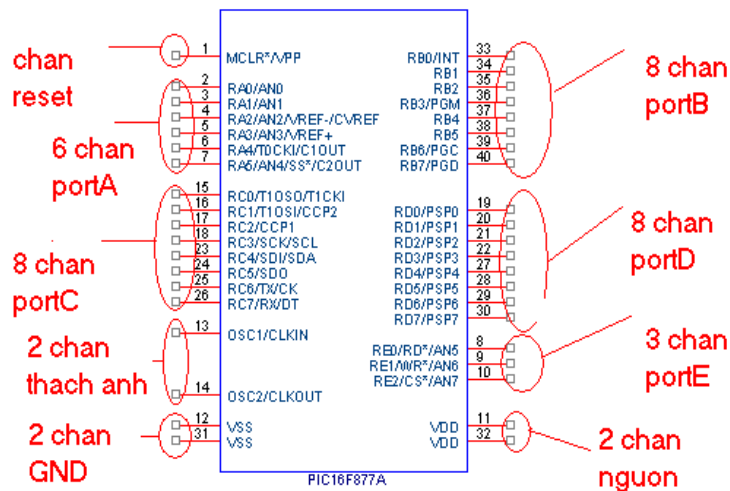 chan
reset
1 MCLR*/VPP
6 chan
portA
2 RA0/AN0
3 RA1/AN1
4 RA2/AN2/VREF-/CVREF
5 RA3/AN3/VREF+
6 RA4/T0CKI/C1OUT
7 RA5/AN4/SS*/C2OUT
8 chan
portC
15 RC0/T1OSO/T1CKI
16 RC1/T1OSI/CCP2
17 RC2/CCP1
18 RC3/SCK/SCL
23 RC4/SDI/SDA
24 RC5/SDO
25 RC6/TX/CK
26 RC7/RX/DT
2 chan
thach anh
13 OSC1/CLKIN
14 OSC2/CLKOUT
2 chan
GND
12 VSS
31 VSS
RB0/INT 33
RB1 34
RB2 35
RB3/PGM 36
RB4 37
RB5 38
RB6/PGC 39
RB7/PGD 40
8 chan
portB
RD0/PSP0 19
RD1/PSP1 20
RD2/PSP2 21
RD3/PSP3 22
RD4/PSP4 27
RD5/PSP5 28
RD6/PSP6 29
RD7/PSP7 30
8 chan
portD
RE0/RD*/AN5 8
RE1/WR*/AN6 9
RE2/CS*/AN7 10
3 chan
portE
VDD 11
VDD 32
2 chan
nguon
PIC16F877A